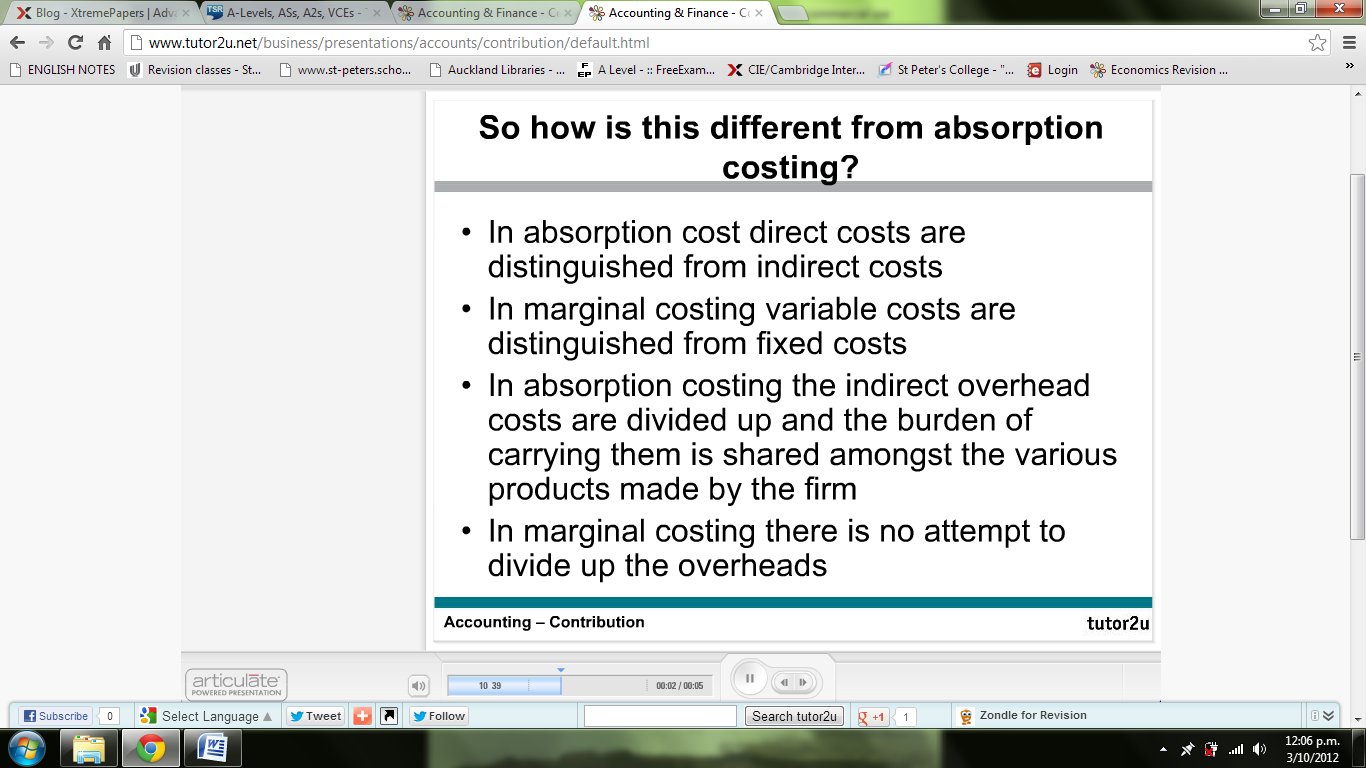 Blog - XtremePapers | Adva
TSR A-Levels, ASs, A2s, VCEs -
Accounting & Finance - Co
Accounting & Finance - Co
www.tutor2u.net/business/presentations/accounts/contribution/default.html
ENGLISH NOTES
Revision classes - St...
www.st-peters.scho...
Auckland Libraries - ...
F EP A Level - :: FreeExam...
CIE/Cambridge Inter...
St Peter's College - "...
Login
Economics Revision ...
So how is this different from absorption
costing?
• In absorption cost direct costs are
distinguished from indirect costs
• In marginal costing variable costs are
distinguished from fixed costs
• In absorption costing the indirect overhead
costs are divided up and the burden of
carrying them is shared amongst the various
products made by the firm
• In marginal costing there is no attempt to
divide up the overheads
Accounting – Contribution
tutor2u
articulate
POWERED PRESENTATION
10 39
00:02 / 00:05
Subscribe 0
Select Language
Tweet
Follow
Search tutor2u
g +1 1
Zondle for Revision
12:06 p.m.
3/10/2012